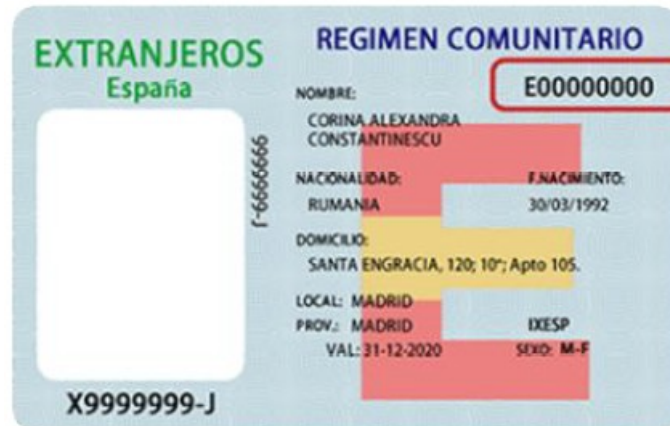 EXTRANJEROS
España
J-6666666
X9999999-J
REGIMEN COMUNITARIO
E00000000
NOMBRE:
CORINA ALEXANDRA
CONSTANTINESCU
NACIONALIDAD: F.NACIMIENTO:
RUMANIA 30/03/1992
DOMICILIO:
SANTA ENGRACIA, 120; 10º; Apto 105.
LOCAL: MADRID
PROV.: MADRID IXESP
VAL: 31-12-2020 SEXO: M-F